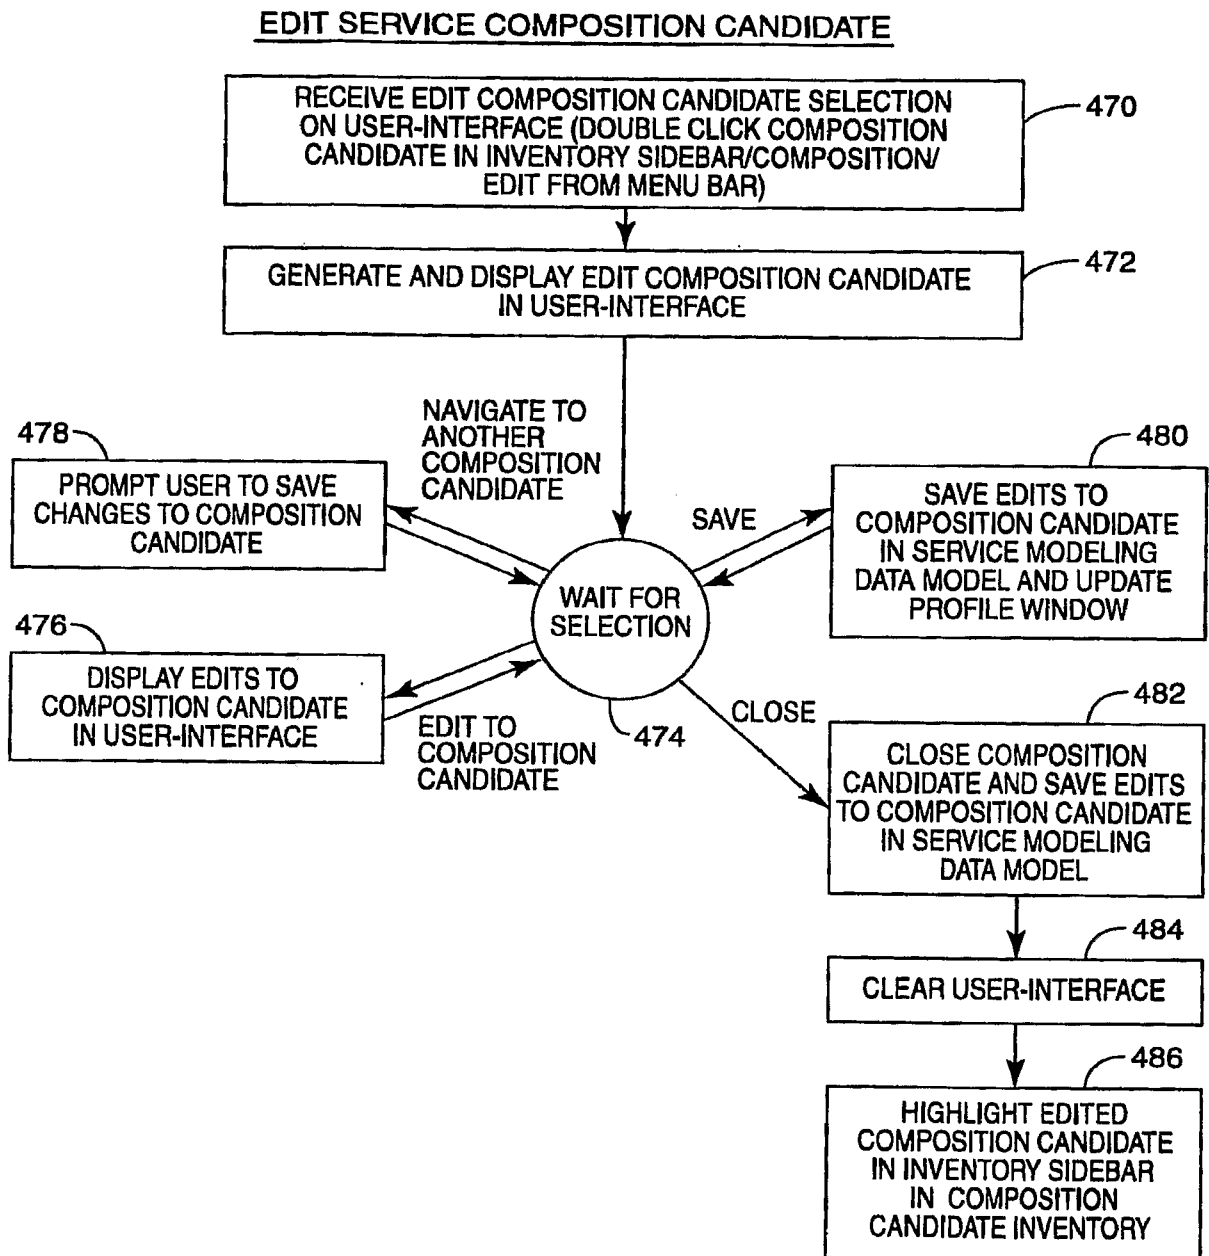 EDIT SERVICE COMPOSITION CANDIDATE
RECEIVE EDIT COMPOSITION CANDIDATE SELECTION
ON USER-INTERFACE (DOUBLE CLICK COMPOSITION
CANDIDATE IN INVENTORY SIDEBAR/COMPOSITION/
EDIT FROM MENU BAR)
470
GENERATE AND DISPLAY EDIT COMPOSITION CANDIDATE
IN USER-INTERFACE
472
NAVIGATE TO
ANOTHER
COMPOSITION
CANDIDATE
478
PROMPT USER TO SAVE
CHANGES TO COMPOSITION
CANDIDATE
SAVE
480
SAVE EDITS TO
COMPOSITION CANDIDATE
IN SERVICE MODELING
DATA MODEL AND UPDATE
PROFILE WINDOW
WAIT FOR
SELECTION
474
476
DISPLAY EDITS TO
COMPOSITION CANDIDATE
IN USER-INTERFACE
EDIT TO
COMPOSITION
CANDIDATE
CLOSE
482
CLOSE COMPOSITION
CANDIDATE AND SAVE EDITS
TO COMPOSITION CANDIDATE
IN SERVICE MODELING
DATA MODEL
484
CLEAR USER-INTERFACE
486
HIGHLIGHT EDITED
COMPOSITION CANDIDATE
IN INVENTORY SIDEBAR
IN COMPOSITION
CANDIDATE INVENTORY